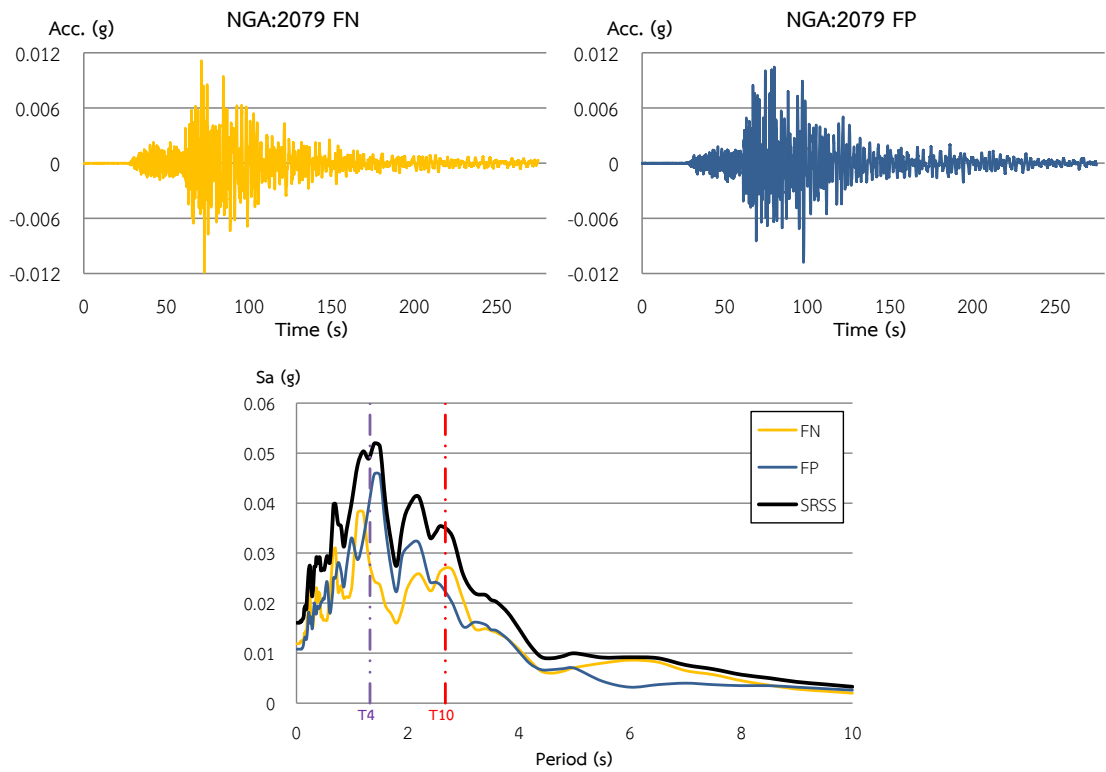 NGA:2079 FN
Acc. (g)
0.012
0.006
0
-0.006
-0.012
0 50 100 150 200 250
Time (s)
NGA:2079 FP
Acc. (g)
0.012
0.006
0
-0.006
-0.012
0 50 100 150 200 250
Time (s)
Sa (g)
0.06
0.05
0.04
0.03
0.02
0.01
0
FN
FP
SRSS
T4 T10
0 2 4 6 8 10
Period (s)